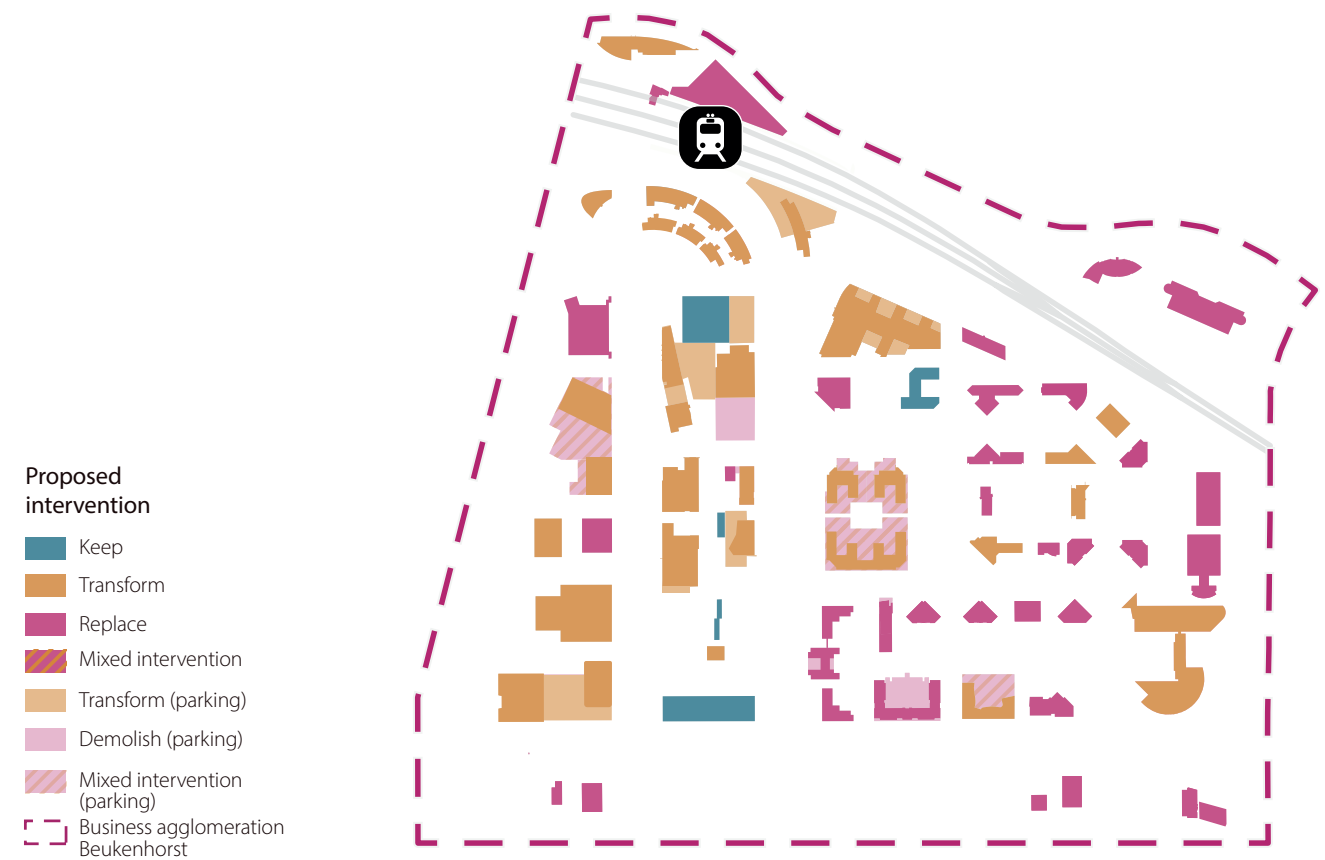 Proposed
intervention
Keep
Transform
Replace
Mixed intervention
Transform (parking)
Demolish (parking)
Mixed intervention
(parking)
Business agglomeration
Beukenhorst